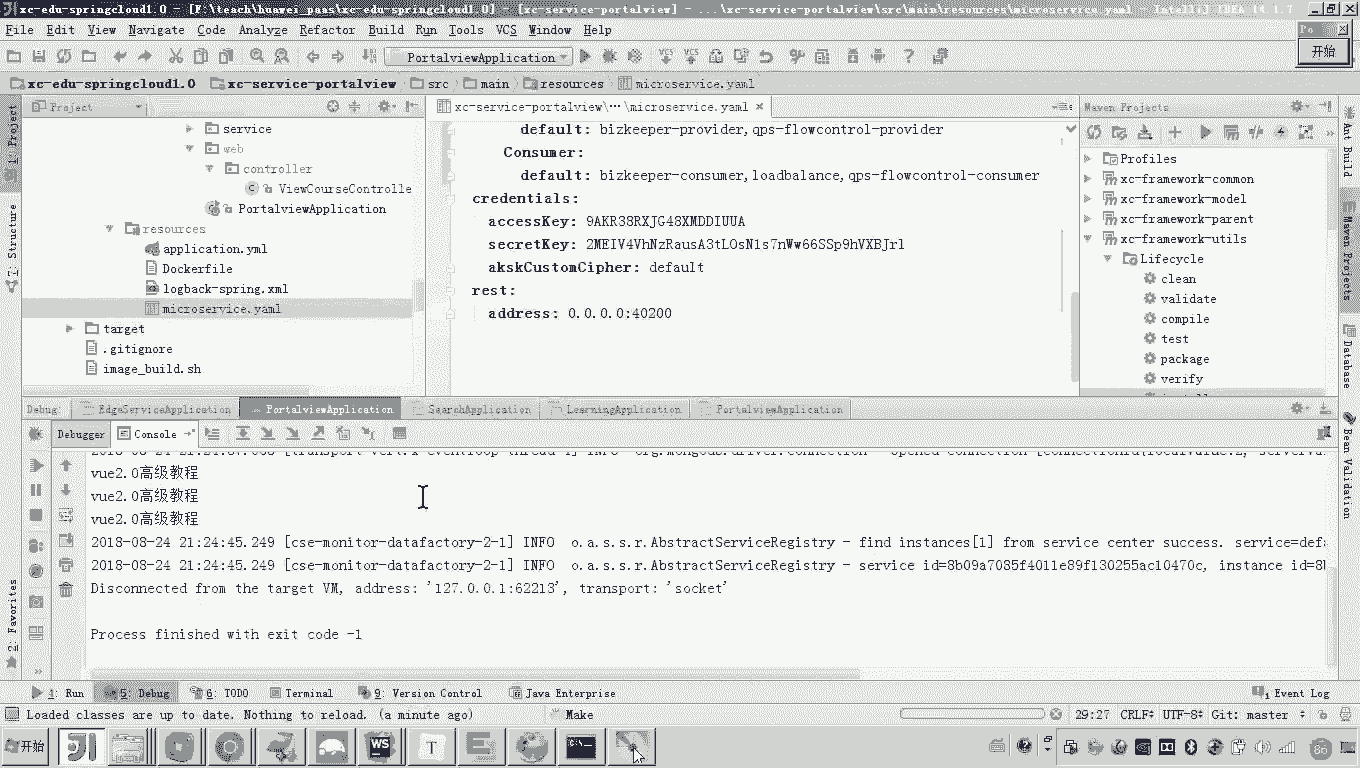 xc-edu-springcloud1.0 - [F:\teach\huawei_paas\xc-edu-springcloud1.0] - [xc-service-portalview] - ...\xc-service-portalview\src\main\resources\microservice.yaml - IntelliJ IDEA 14.1.7
File Edit View Navigate Code Analyze Refactor Build Run Tools VCS Window Help
Po
开始
PortalviewApplication
xc-edu-springcloud1.0 xc-service-portalview src main resources microservice.yaml
1: Project
7: Structure
2: Favorites
Project
service
web
controller
ViewCourseControlle
PortalviewApplication
resources
application.yml
Dockerfile
logback-spring.xml
microservice.yaml
target
.gitignore
image_build.sh
xc-service-portalview\...\microservice.yaml
default: bizkeeper-provider,qps-flowcontrol-provider
Consumer:
default: bizkeeper-consumer,loadbalance,qps-flowcontrol-consumer
credentials:
accessKey: 9AKR38RXJG48XMDDIUUA
secretKey: 2MEIV4VhNzRausA3tLOsN1s7nWw66SSp9hVXBJr1
akskCustomCipher: default
rest:
address: 0.0.0.0:40200
Maven Projects
Profiles
xc-framework-common
xc-framework-model
xc-framework-parent
xc-framework-utils
Lifecycle
clean
validate
compile
test
package
verify
Ant Build
Maven Projects
Database
Bean Validation
Debug: EdgeServiceApplication PortalviewApplication SearchApplication LearningApplication PortalviewApplication
Debugger Console
vue2.0高级教程
vue2.0高级教程
vue2.0高级教程
2018-08-24 21:24:45.249 [cse-monitor-datafactory-2-1] INFO o.a.s.s.r.AbstractServiceRegistry - find instances[1] from service center success. service=defa
2018-08-24 21:24:45.249 [cse-monitor-datafactory-2-1] INFO o.a.s.s.r.AbstractServiceRegistry - service id=8b09a7085f4011e89f130255ac10470c, instance id=8
Disconnected from the target VM, address: '127.0.0.1:62213', transport: 'socket'
Process finished with exit code -1
4: Run 5: Debug 6: TODO Terminal 9: Version Control Java Enterprise 1 Event Log
Loaded classes are up to date. Nothing to reload. (a minute ago) Make 29:27 CRLF UTF-8 Git: master
开始 WS T 86